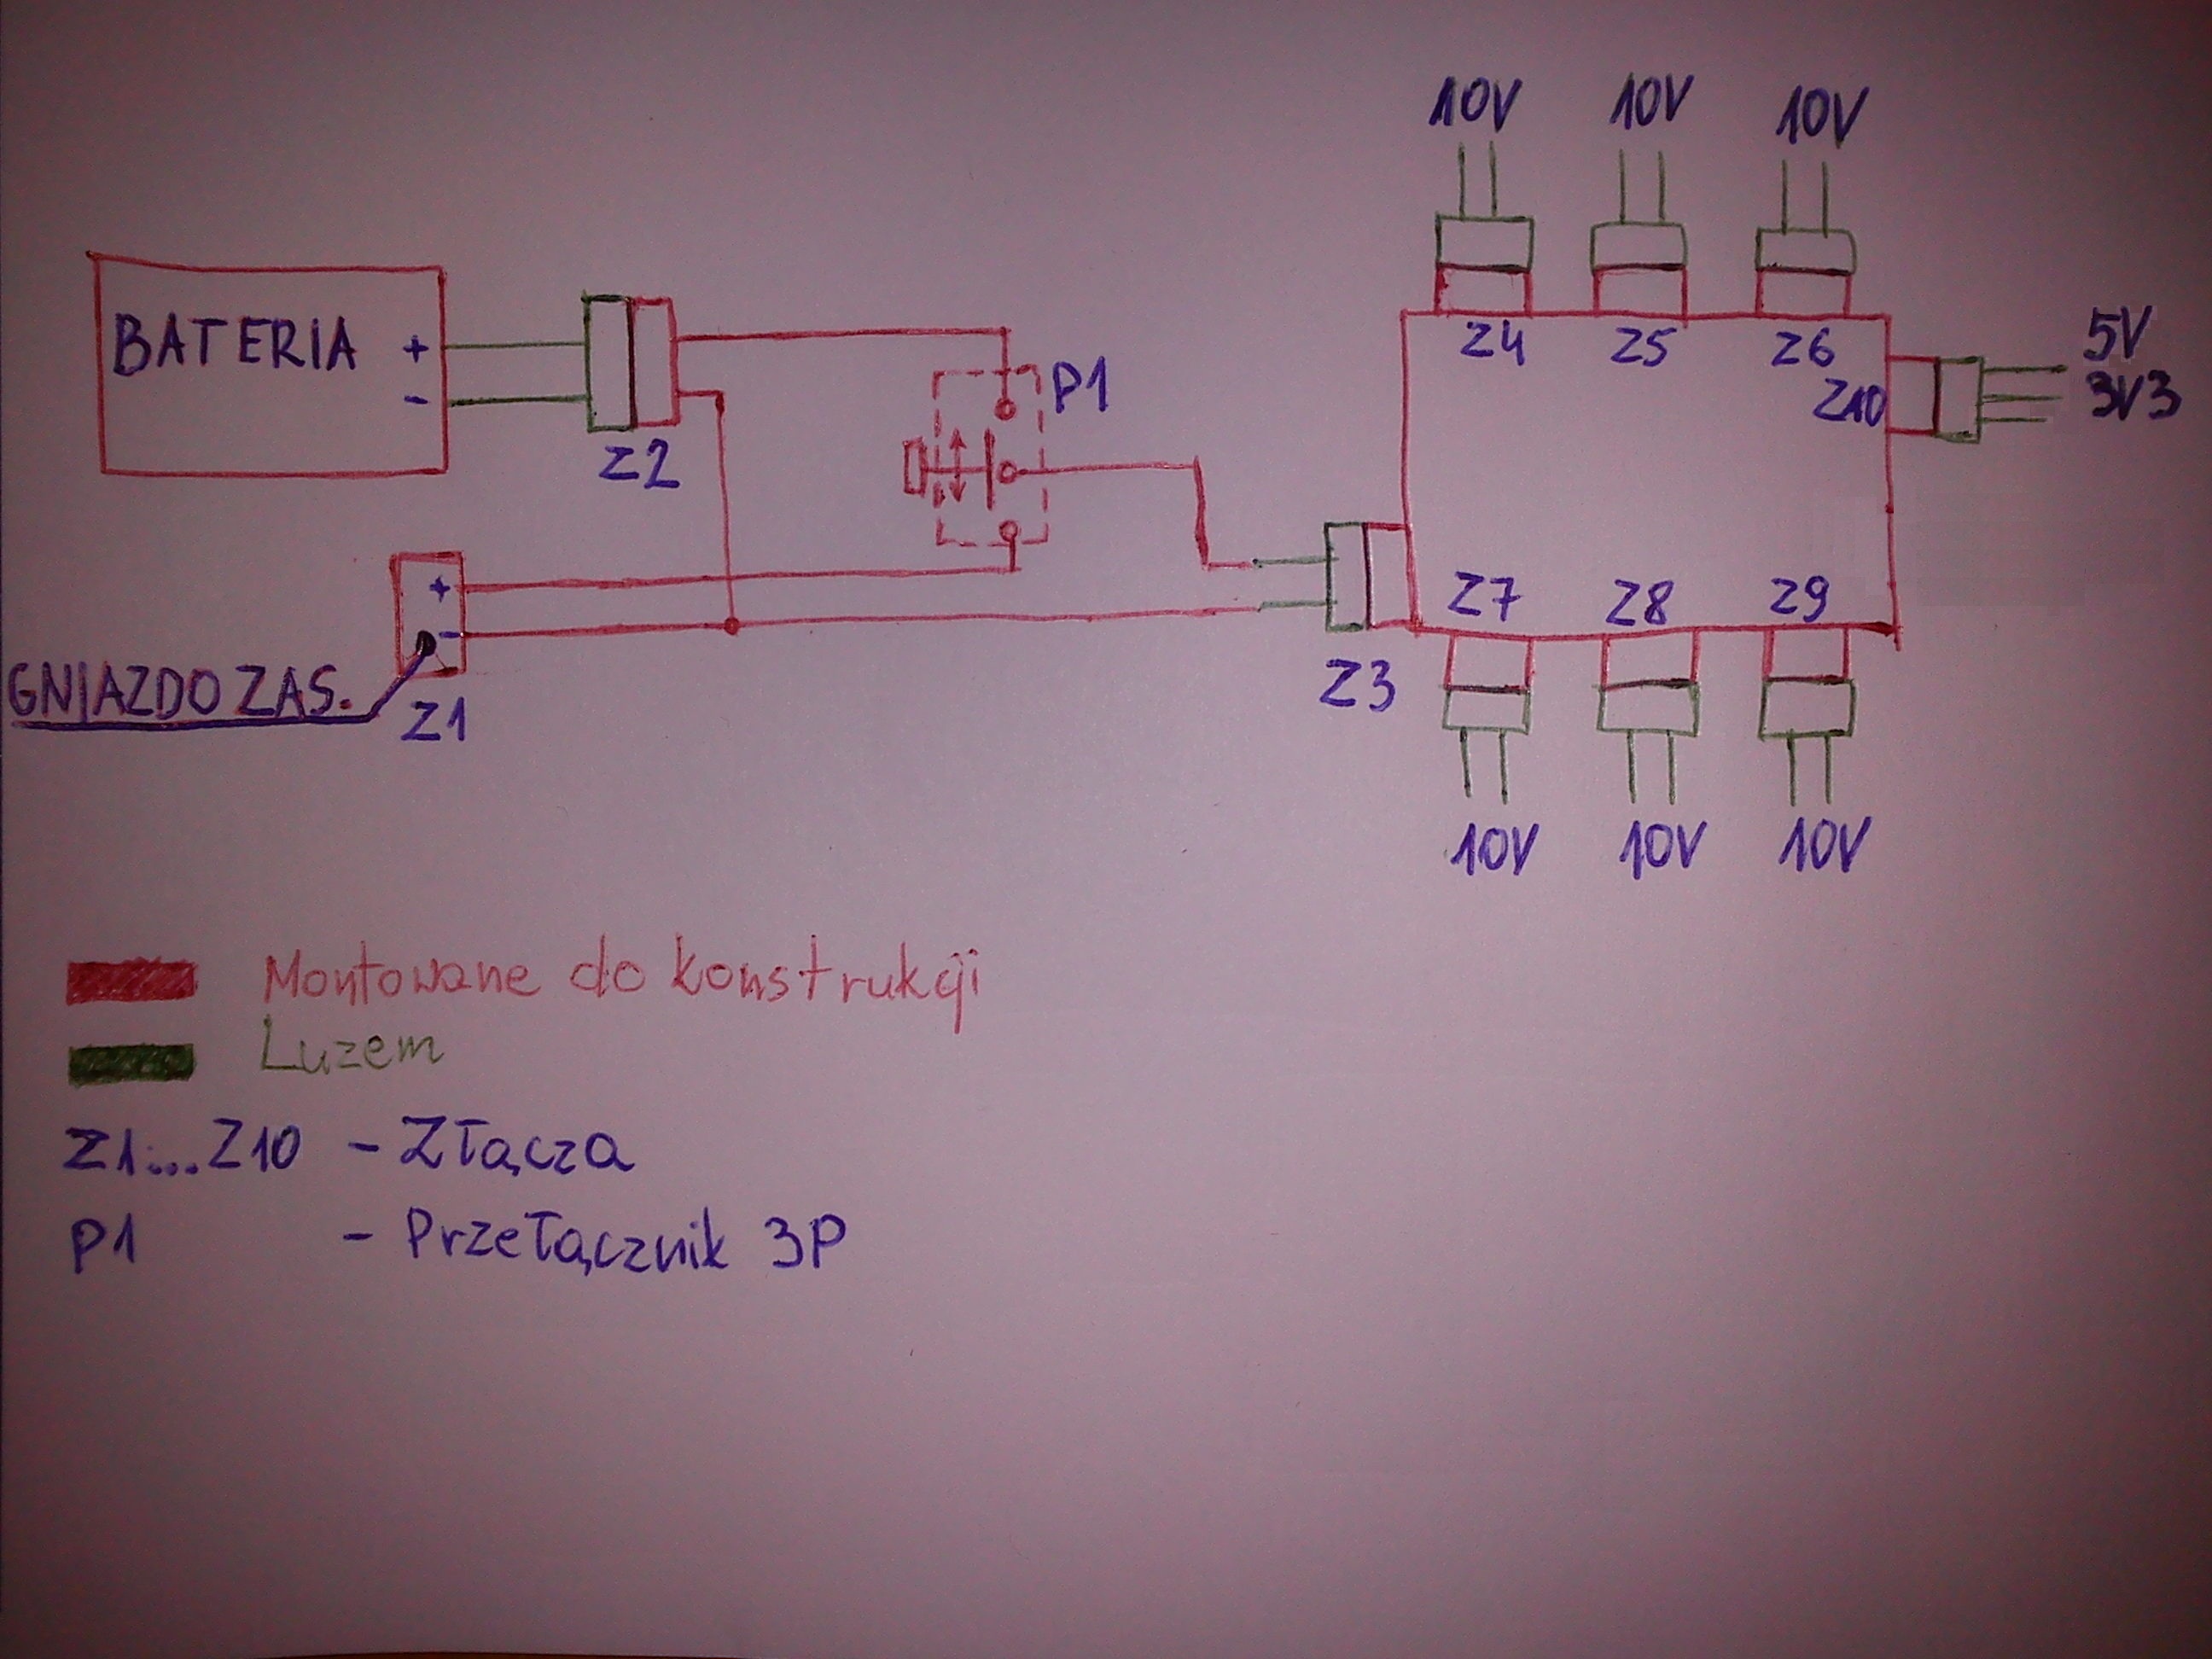 10V 10V 10V
BATERIA + -
Z2
P1
Z4 Z5 Z6
Z10
5V
3V3
+
-
GNIAZDO ZAS.
Z1
Z3
Z7 Z8 Z9
10V 10V 10V
Montowane do konstrukcji
Luzem
Z1...Z10 - Złącza
P1 - Przełącznik 3P